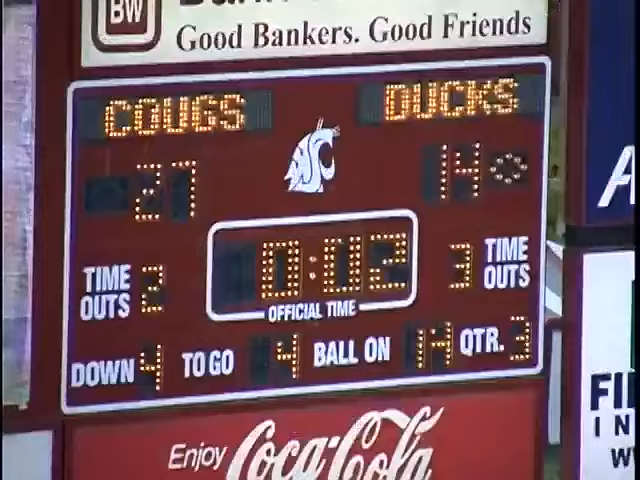 BW
Good Bankers. Good Friends
COUGS DUCKS
27 14
0:02
TIME OUTS 2
3 TIME OUTS
OFFICIAL TIME
DOWN 4 TO GO 4 BALL ON 14 QTR. 3
Enjoy Coca-Cola
A
FI
IN
W